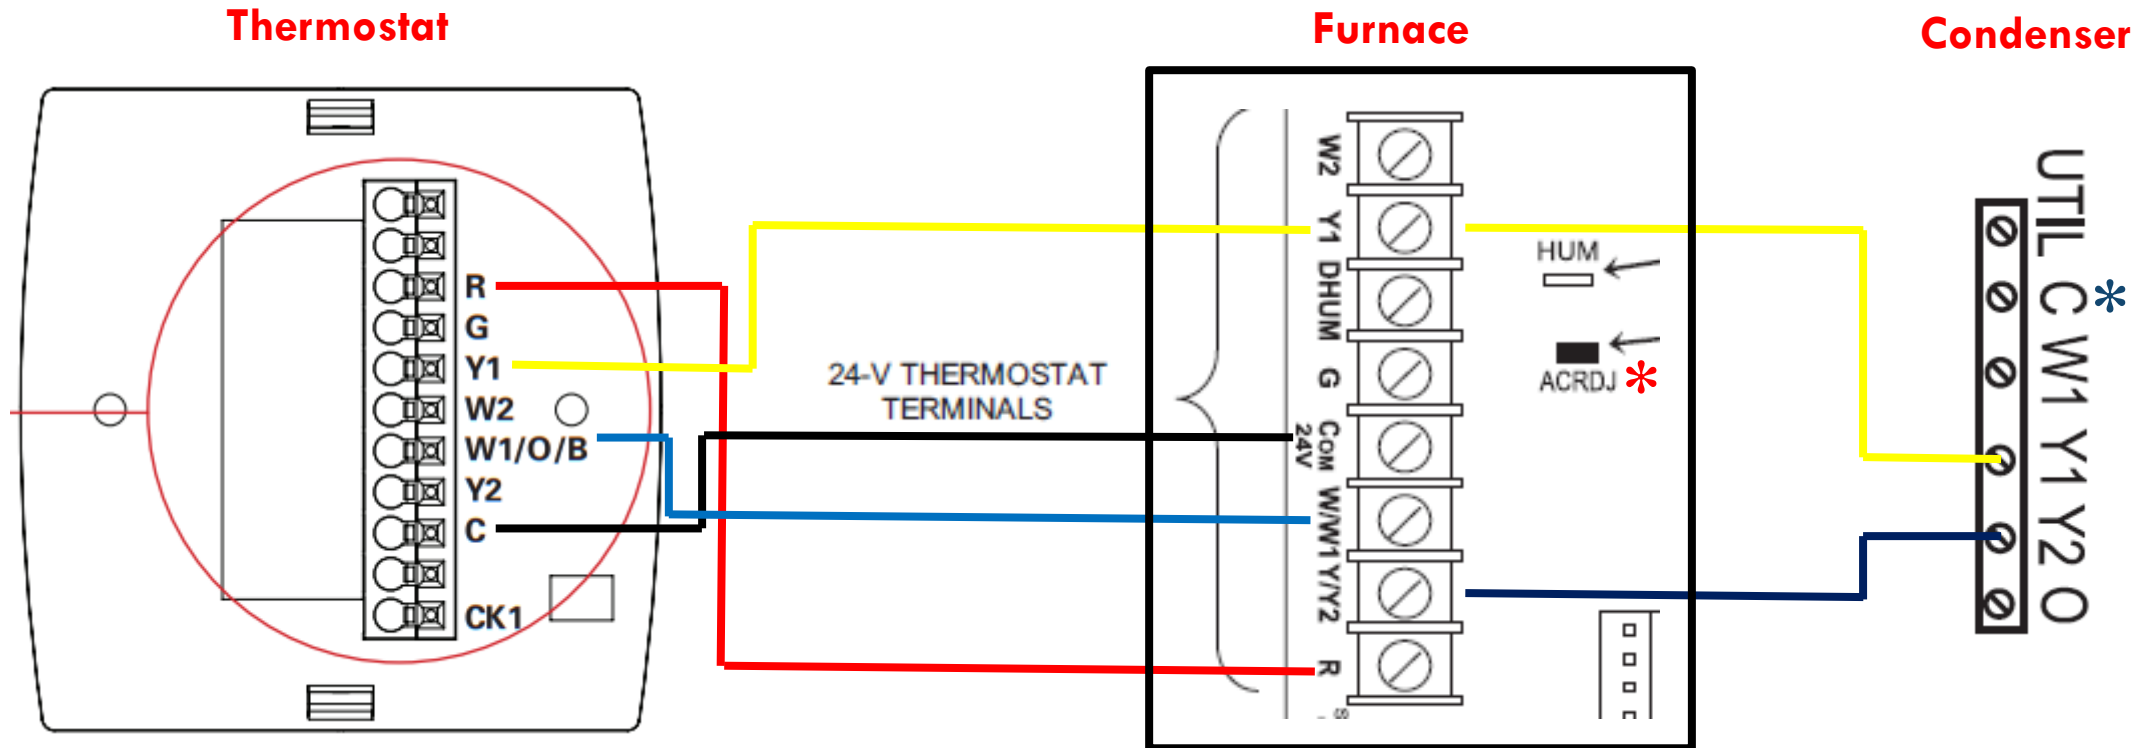 Thermostat
Furnace
Condenser
R
G
Y1
W2
W1/O/B
Y2
C
CK1
24-V THERMOSTAT
TERMINALS
W2
Y1
DHUM
G
COM
24V
W/W1
Y/Y2
R
HUM
ACRDJ *
UTIL
C *
W1
Y1
Y2
O